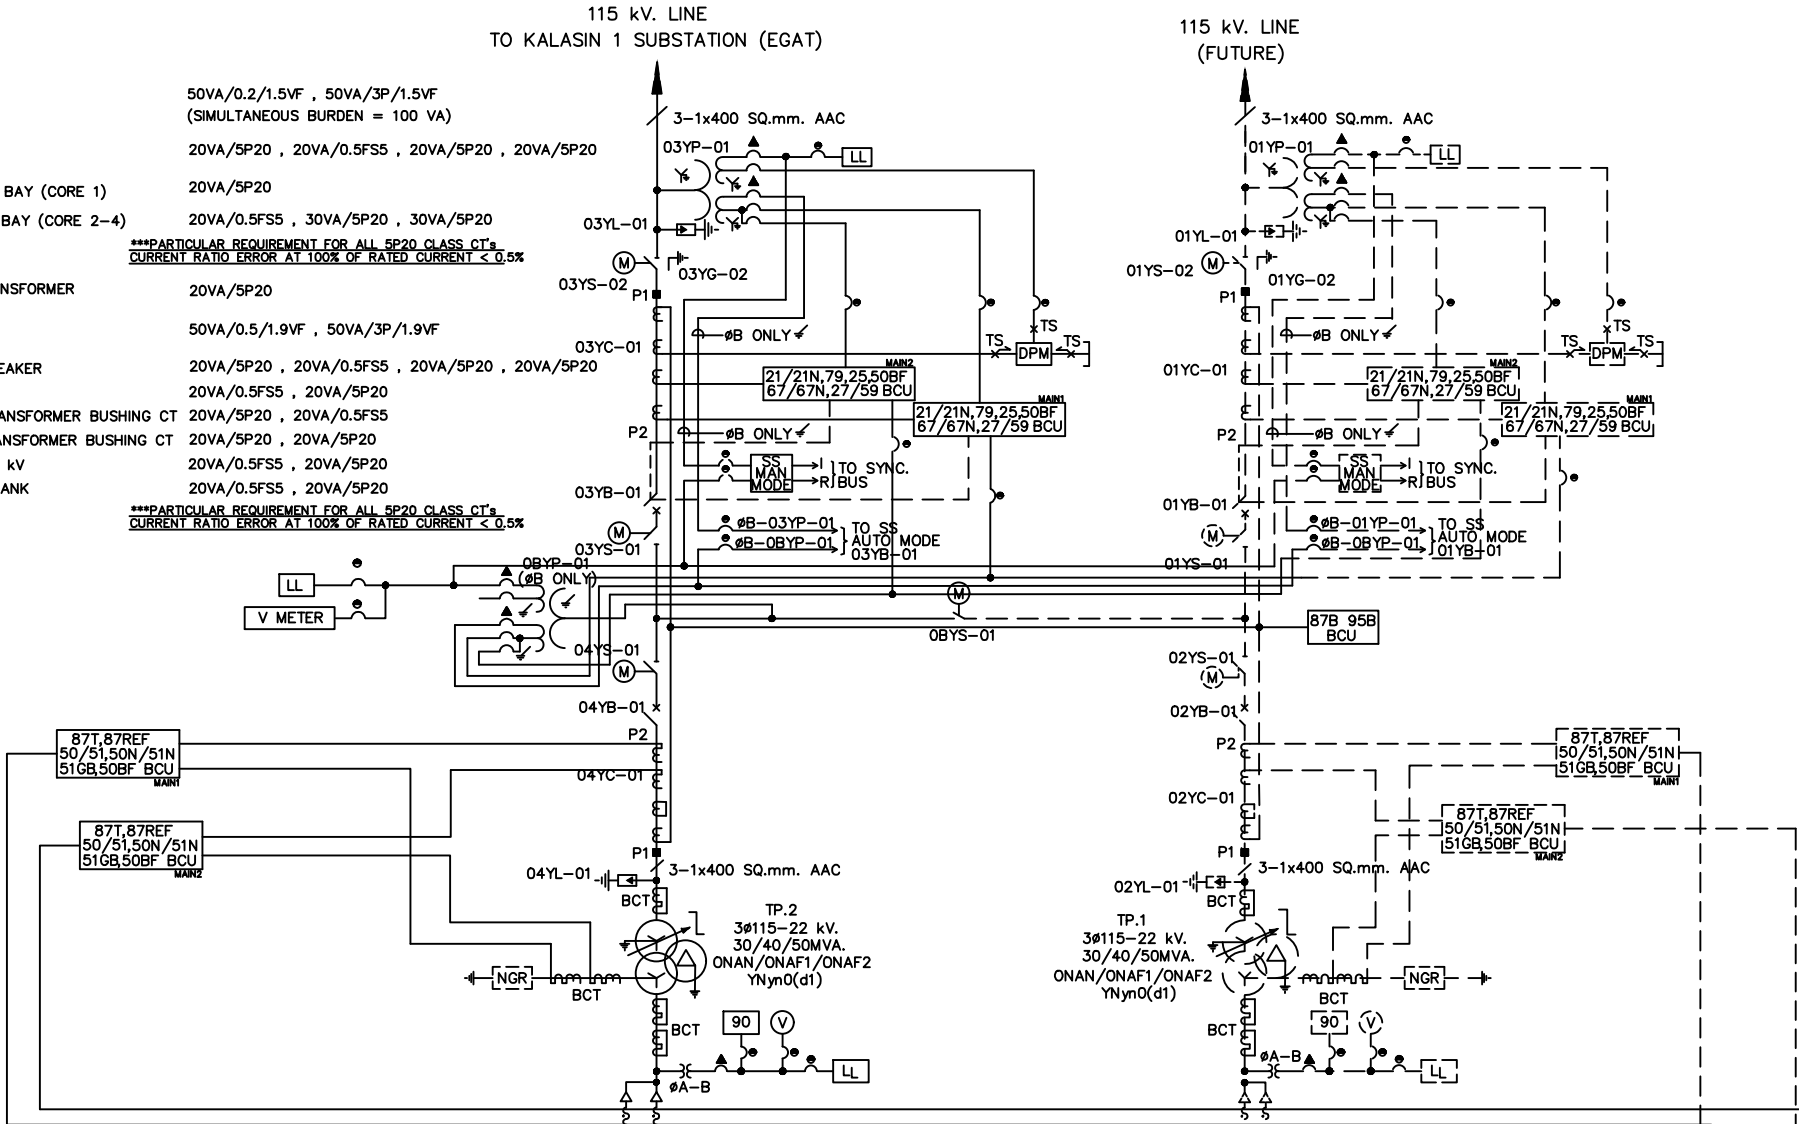 115 kV. LINE
TO KALASIN 1 SUBSTATION (EGAT)
115 kV. LINE
(FUTURE)
50VA/0.2/1.5VF , 50VA/3P/1.5VF
(SIMULTANEOUS BURDEN = 100 VA)
20VA/5P20 , 20VA/0.5FS5 , 20VA/5P20 , 20VA/5P20
BAY (CORE 1) 20VA/5P20
BAY (CORE 2-4) 20VA/0.5FS5 , 30VA/5P20 , 30VA/5P20
***PARTICULAR REQUIREMENT FOR ALL 5P20 CLASS CT's
CURRENT RATIO ERROR AT 100% OF RATED CURRENT < 0.5%
NSFORMER 20VA/5P20
50VA/0.5/1.9VF , 50VA/3P/1.9VF
EAKER 20VA/5P20 , 20VA/0.5FS5 , 20VA/5P20 , 20VA/5P20
20VA/0.5FS5 , 20VA/5P20
ANSFORMER BUSHING CT 20VA/5P20 , 20VA/0.5FS5
ANSFORMER BUSHING CT 20VA/5P20 , 20VA/5P20
kV 20VA/0.5FS5 , 20VA/5P20
ANK 20VA/0.5FS5 , 20VA/5P20
***PARTICULAR REQUIREMENT FOR ALL 5P20 CLASS CT's
CURRENT RATIO ERROR AT 100% OF RATED CURRENT < 0.5%
3-1x400 SQ.mm. AAC
03YP-01
LL
03YL-01
M
03YG-02
03YS-02
P1
øB ONLY
03YC-01
TS
TS
DPM
TS
MAIN2
21/21N,79,25,50BF
67/67N,27/59 BCU
MAIN1
21/21N,79,25,50BF
67/67N,27/59 BCU
P2
øB ONLY
SS
MAN
MODE
I
R
TO SYNC.
BUS
03YB-01
M
03YS-01
øB-03YP-01
øB-0BYP-01
TO SS
AUTO MODE
03YB-01
0BYP-01
(øB ONLY)
LL
V METER
M
0BYS-01
87B 95B
BCU
04YS-01
M
04YB-01
P2
04YC-01
87T,87REF
50/51,50N/51N
51GB,50BF BCU
MAIN1
87T,87REF
50/51,50N/51N
51GB,50BF BCU
MAIN2
P1
3-1x400 SQ.mm. AAC
04YL-01
BCT
TP.2
3ø115-22 kV.
30/40/50MVA.
ONAN/ONAF1/ONAF2
YNyn0(d1)
NGR
BCT
BCT
90
V
LL
øA-B
3-1x400 SQ.mm. AAC
01YP-01
LL
01YL-01
M
01YS-02
01YG-02
P1
øB ONLY
TS
TS
DPM
TS
01YC-01
MAIN2
21/21N,79,25,50BF
67/67N,27/59 BCU
MAIN1
21/21N,79,25,50BF
67/67N,27/59 BCU
P2
øB ONLY
SS
MAN
MODE
I
R
TO SYNC.
BUS
01YB-01
M
01YS-01
øB-01YP-01
øB-0BYP-01
TO SS
AUTO MODE
01YB-01
02YS-01
M
02YB-01
P2
02YC-01
87T,87REF
50/51,50N/51N
51GB,50BF BCU
MAIN1
87T,87REF
50/51,50N/51N
51GB,50BF BCU
MAIN2
P1
3-1x400 SQ.mm. AAC
02YL-01
BCT
TP.1
3ø115-22 kV.
30/40/50MVA.
ONAN/ONAF1/ONAF2
YNyn0(d1)
NGR
BCT
BCT
90
V
LL
øA-B